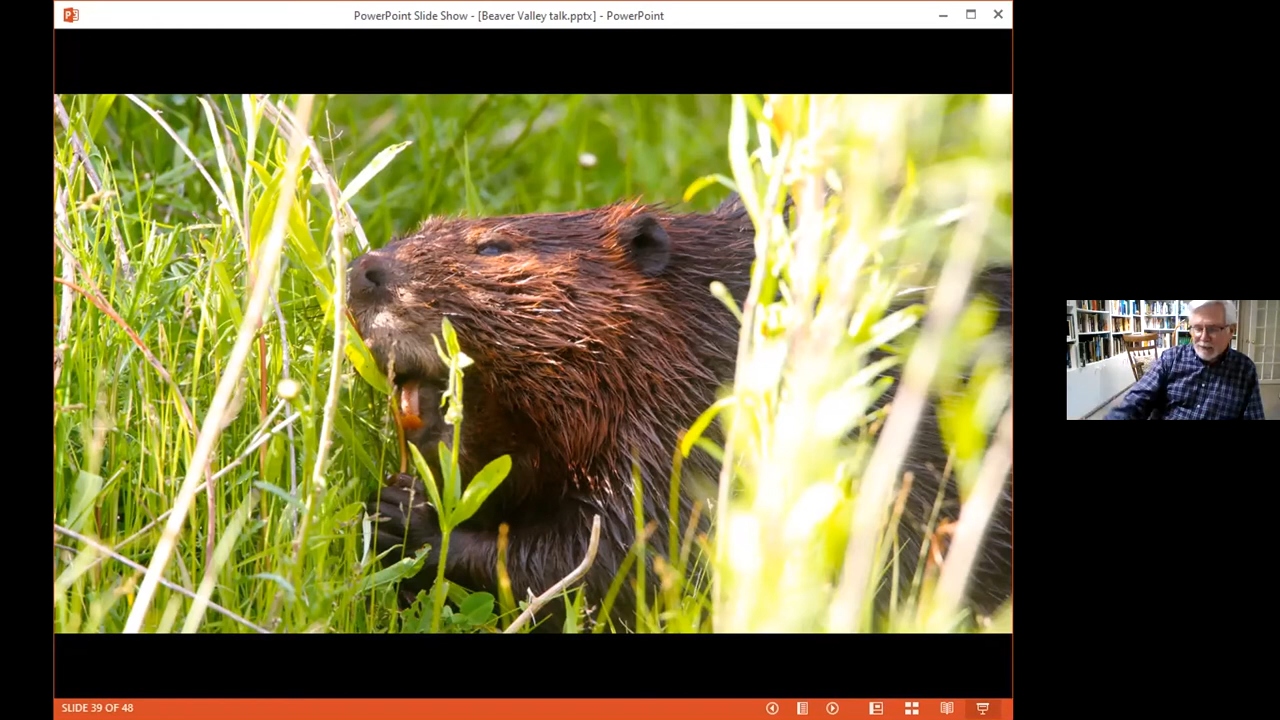 PowerPoint Slide Show - [Beaver Valley talk.pptx] - PowerPoint
SLIDE 39 OF 48